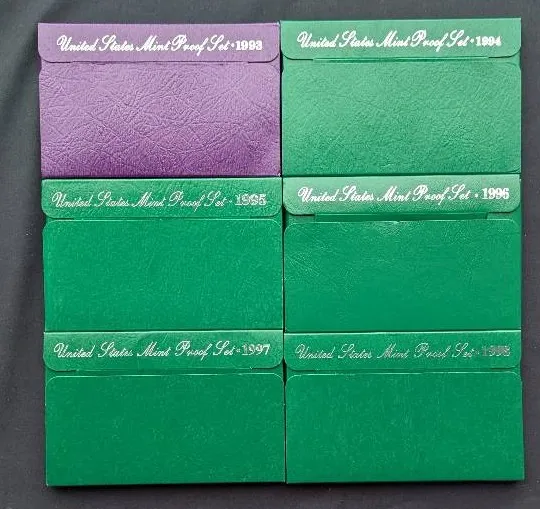 United States Mint Proof Set · 1993
United States Mint Proof Set · 1994
United States Mint Proof Set · 1995
United States Mint Proof Set · 1996
United States Mint Proof Set · 1997
United States Mint Proof Set · 1998